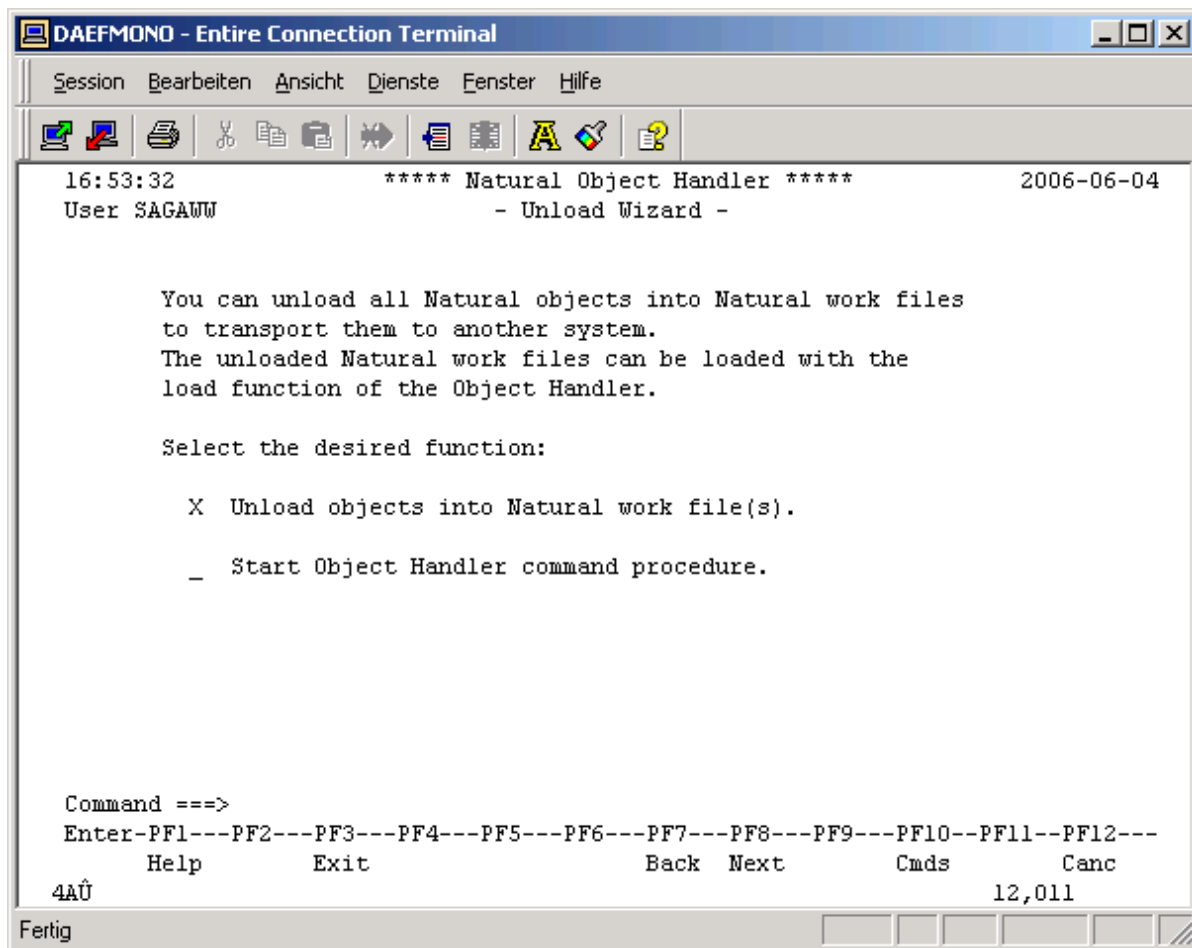 DAEFMONO - Entire Connection Terminal
Session Bearbeiten Ansicht Dienste Fenster Hilfe
16:53:32 ***** Natural Object Handler ***** 2006-06-04
User SAGAWW - Unload Wizard -
You can unload all Natural objects into Natural work files
to transport them to another system.
The unloaded Natural work files can be loaded with the
load function of the Object Handler.
Select the desired function:
X Unload objects into Natural work file(s).
_ Start Object Handler command procedure.
Command ===>
Enter-PF1---PF2---PF3---PF4---PF5---PF6---PF7---PF8---PF9---PF10--PF11--PF12---
Help Exit Back Next Cmds Canc
4AÛ 12,011
Fertig